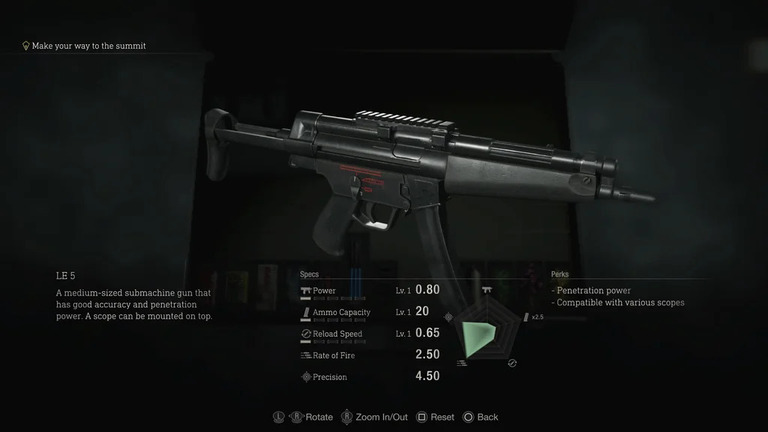 Make your way to the summit
LE 5
A medium-sized submachine gun that
has good accuracy and penetration
power. A scope can be mounted on top.
Specs
Power Lv. 1 0.80
Ammo Capacity Lv. 1 20
Reload Speed Lv. 1 0.65
Rate of Fire 2.50
Precision 4.50
x2.5
Perks
- Penetration power
- Compatible with various scopes
L R Rotate R Zoom In/Out Reset Back